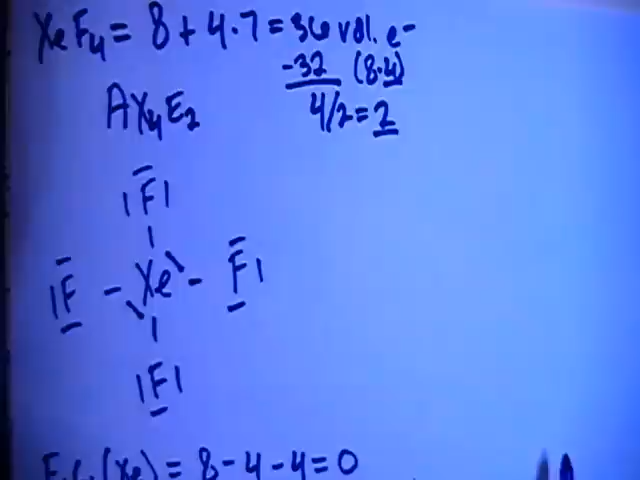 XeF₄ = 8 + 4·7 = 36 val. e⁻
-32 (8·4)
AX₄E₂ 4/2 = 2
|F|
|F - Xe - F|
|F|
F.C.(Xe) = 8 - 4 - 4 = 0